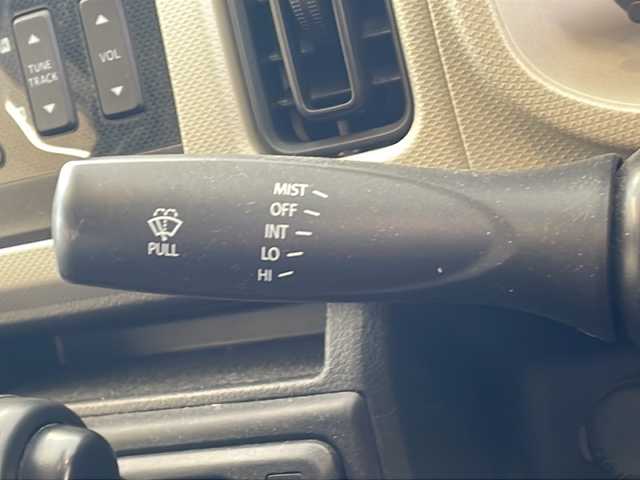 TUNE
TRACK
VOL
MIST
OFF
INT
LO
HI
PULL